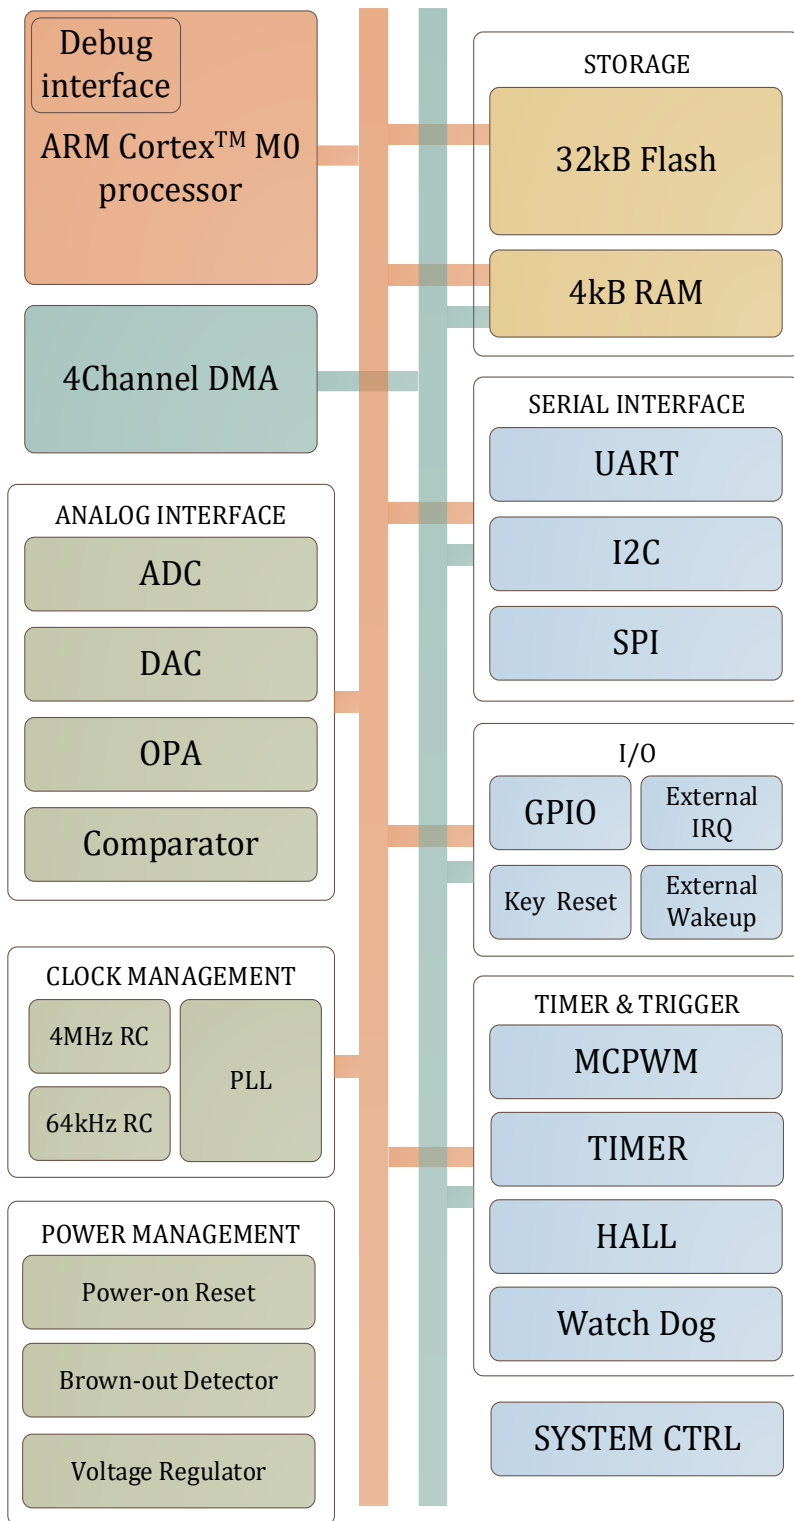 Debug
interface
ARM Cortex™ M0
processor
4Channel DMA
ANALOG INTERFACE
ADC
DAC
OPA
Comparator
CLOCK MANAGEMENT
4MHz RC
64kHz RC
PLL
POWER MANAGEMENT
Power-on Reset
Brown-out Detector
Voltage Regulator
STORAGE
32kB Flash
4kB RAM
SERIAL INTERFACE
UART
I2C
SPI
I/O
GPIO
External
IRQ
Key Reset
External
Wakeup
TIMER & TRIGGER
MCPWM
TIMER
HALL
Watch Dog
SYSTEM CTRL